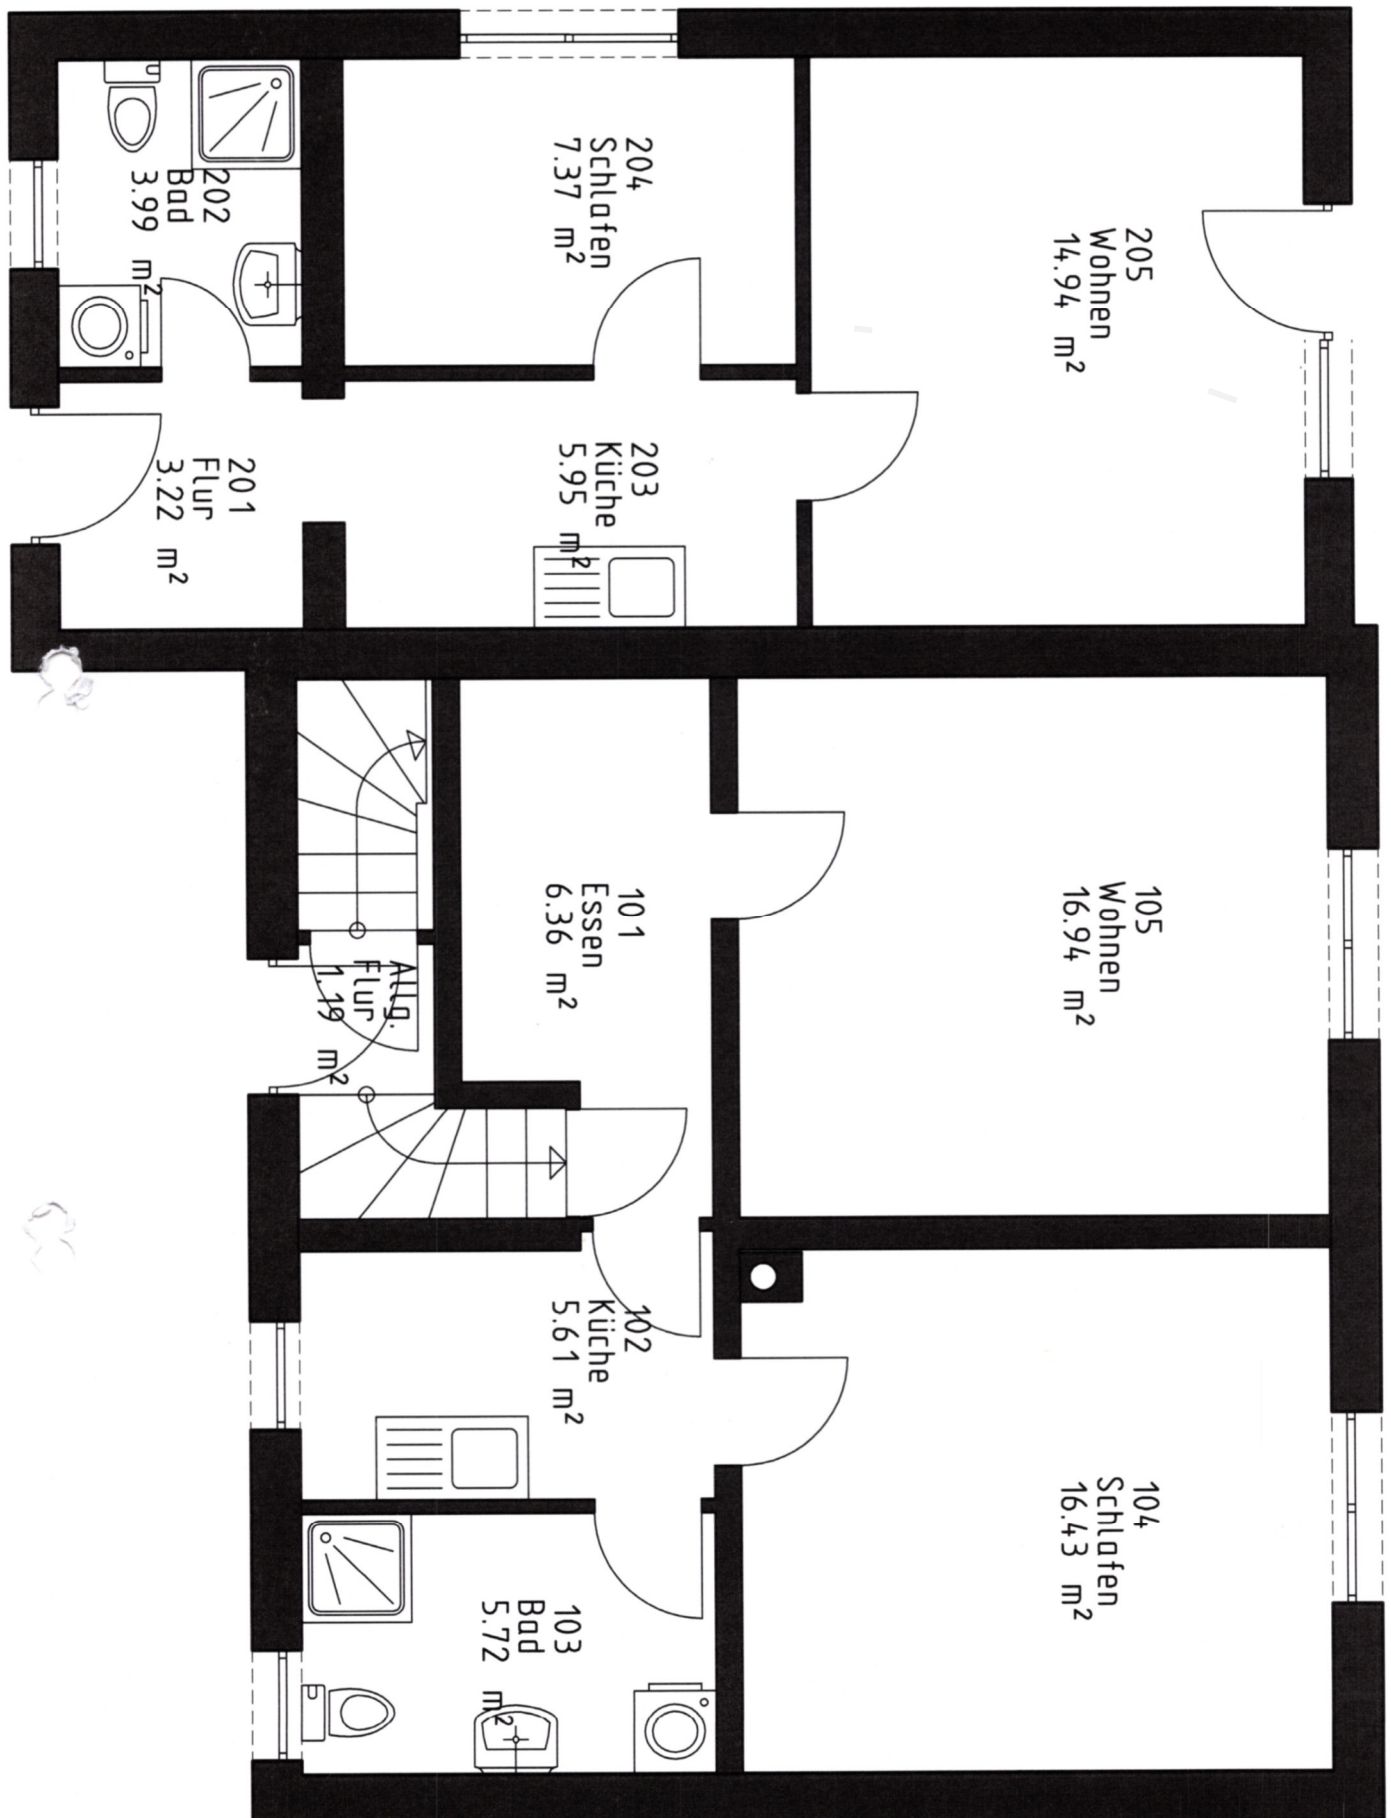 202
Bad
3.99 m²
204
Schlafen
7.37 m²
205
Wohnen
14.94 m²
201
Flur
3.22 m²
203
Küche
5.95 m²
Allg.
Flur
1.19 m²
101
Essen
6.36 m²
105
Wohnen
16.94 m²
102
Küche
5.61 m²
104
Schlafen
16.43 m²
103
Bad
5.72 m²